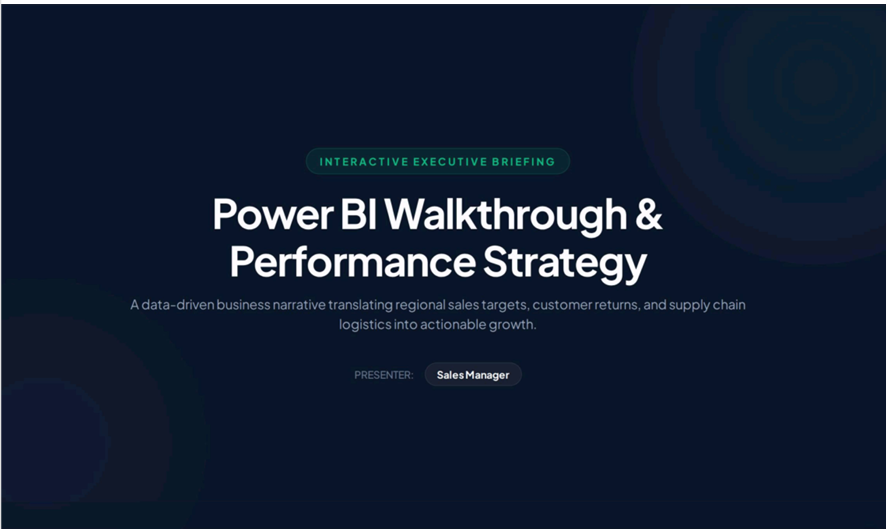 INTERACTIVE EXECUTIVE BRIEFING
Power BI Walkthrough &
Performance Strategy
A data-driven business narrative translating regional sales targets, customer returns, and supply chain
logistics into actionable growth.
PRESENTER: Sales Manager